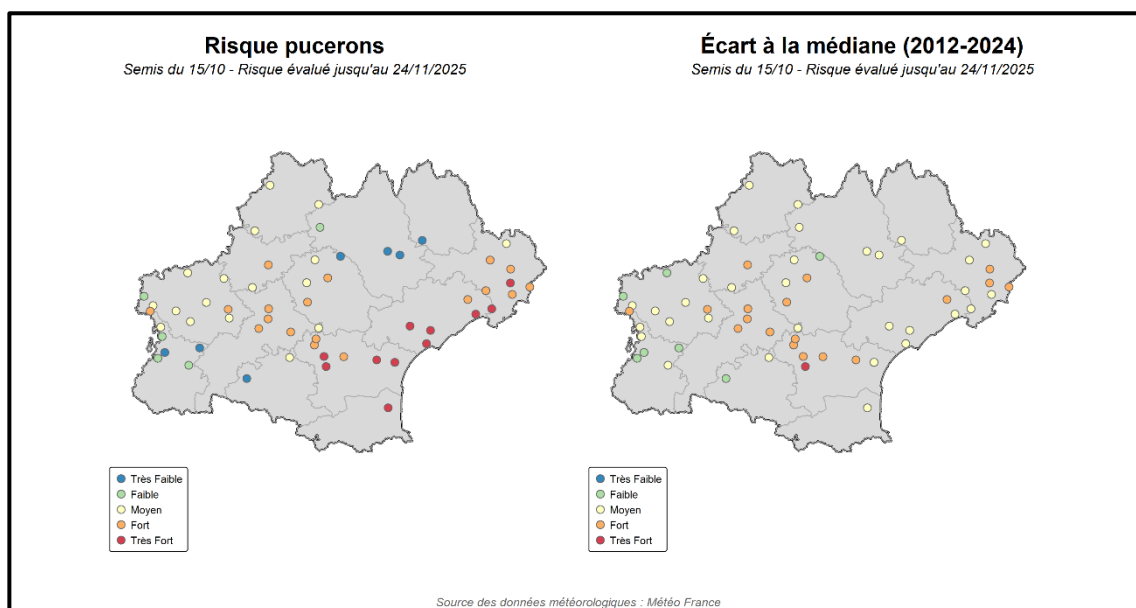 Risque pucerons
Semis du 15/10 - Risque évalué jusqu'au 24/11/2025
Très Faible
Faible
Moyen
Fort
Très Fort
Écart à la médiane (2012-2024)
Semis du 15/10 - Risque évalué jusqu'au 24/11/2025
Très Faible
Faible
Moyen
Fort
Très Fort
Source des données météorologiques : Météo France